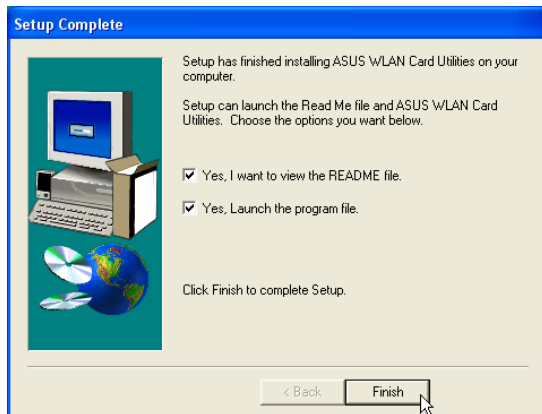 Setup Complete
Setup has finished installing ASUS WLAN Card Utilities on your
computer.
Setup can launch the Read Me file and ASUS WLAN Card
Utilities.  Choose the options you want below.
Yes, I want to view the README file.
Yes, Launch the program file.
Click Finish to complete Setup.
< Back
Finish